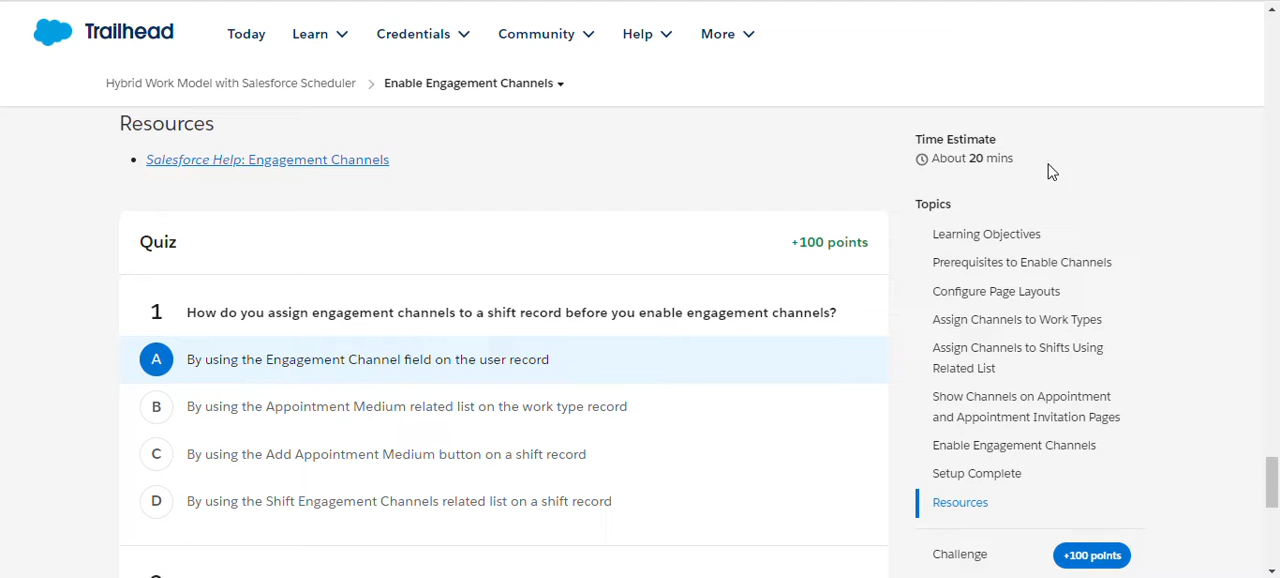 Trailhead
Today Learn Credentials Community Help More
Hybrid Work Model with Salesforce Scheduler > Enable Engagement Channels
Resources
• Salesforce Help: Engagement Channels
Quiz
+100 points
1 How do you assign engagement channels to a shift record before you enable engagement channels?
A By using the Engagement Channel field on the user record
B By using the Appointment Medium related list on the work type record
C By using the Add Appointment Medium button on a shift record
D By using the Shift Engagement Channels related list on a shift record
Time Estimate
About 20 mins
Topics
Learning Objectives
Prerequisites to Enable Channels
Configure Page Layouts
Assign Channels to Work Types
Assign Channels to Shifts Using
Related List
Show Channels on Appointment
and Appointment Invitation Pages
Enable Engagement Channels
Setup Complete
Resources
Challenge +100 points